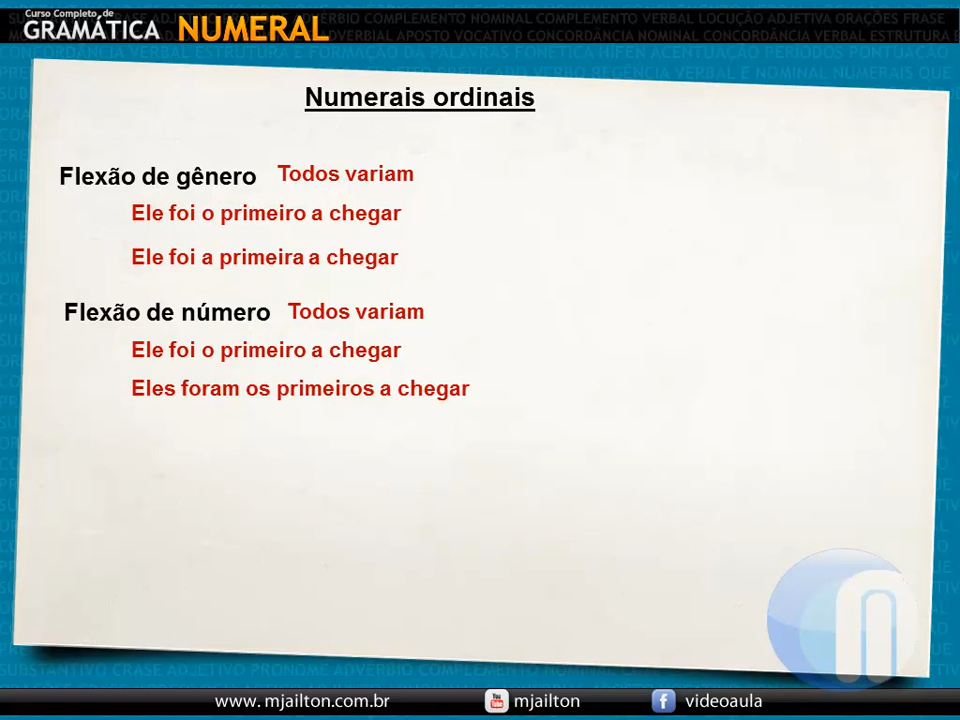 Curso Completo de
GRAMÁTICA NUMERAL
Numerais ordinais
Flexão de gênero Todos variam
Ele foi o primeiro a chegar
Ele foi a primeira a chegar
Flexão de número Todos variam
Ele foi o primeiro a chegar
Eles foram os primeiros a chegar
www. mjailton.com.br
You Tube mjailton
f videoaula